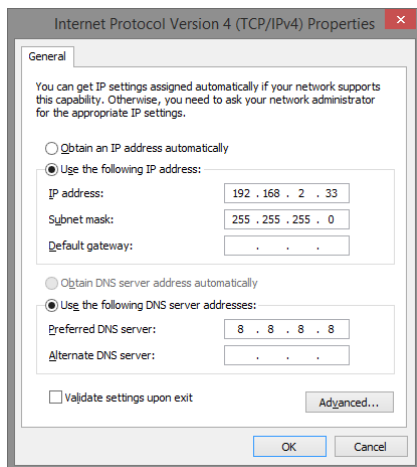 Internet Protocol Version 4 (TCP/IPv4) Properties
General
You can get IP settings assigned automatically if your network supports
this capability. Otherwise, you need to ask your network administrator
for the appropriate IP settings.
Obtain an IP address automatically
Use the following IP address:
IP address: 192 . 168 . 2 . 33
Subnet mask: 255 . 255 . 255 . 0
Default gateway: . . .
Obtain DNS server address automatically
Use the following DNS server addresses:
Preferred DNS server: 8 . 8 . 8 . 8
Alternate DNS server: . . .
Validate settings upon exit
Advanced...
OK Cancel